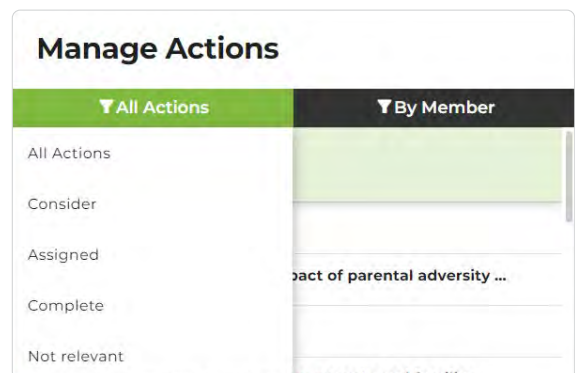 Manage Actions
All Actions
By Member
All Actions
Consider
Assigned
pact of parental adversity ...
Complete
Not relevant